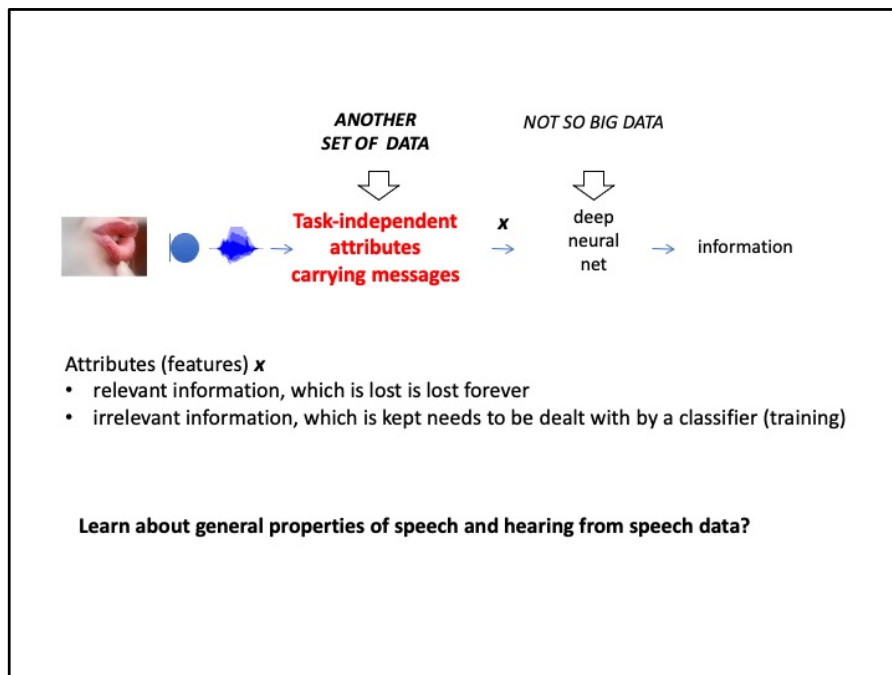 ANOTHER
SET OF DATA
NOT SO BIG DATA
Task-independent
attributes
carrying messages
x
deep
neural
net
information
Attributes (features) x
• relevant information, which is lost is lost forever
• irrelevant information, which is kept needs to be dealt with by a classifier (training)
Learn about general properties of speech and hearing from speech data?